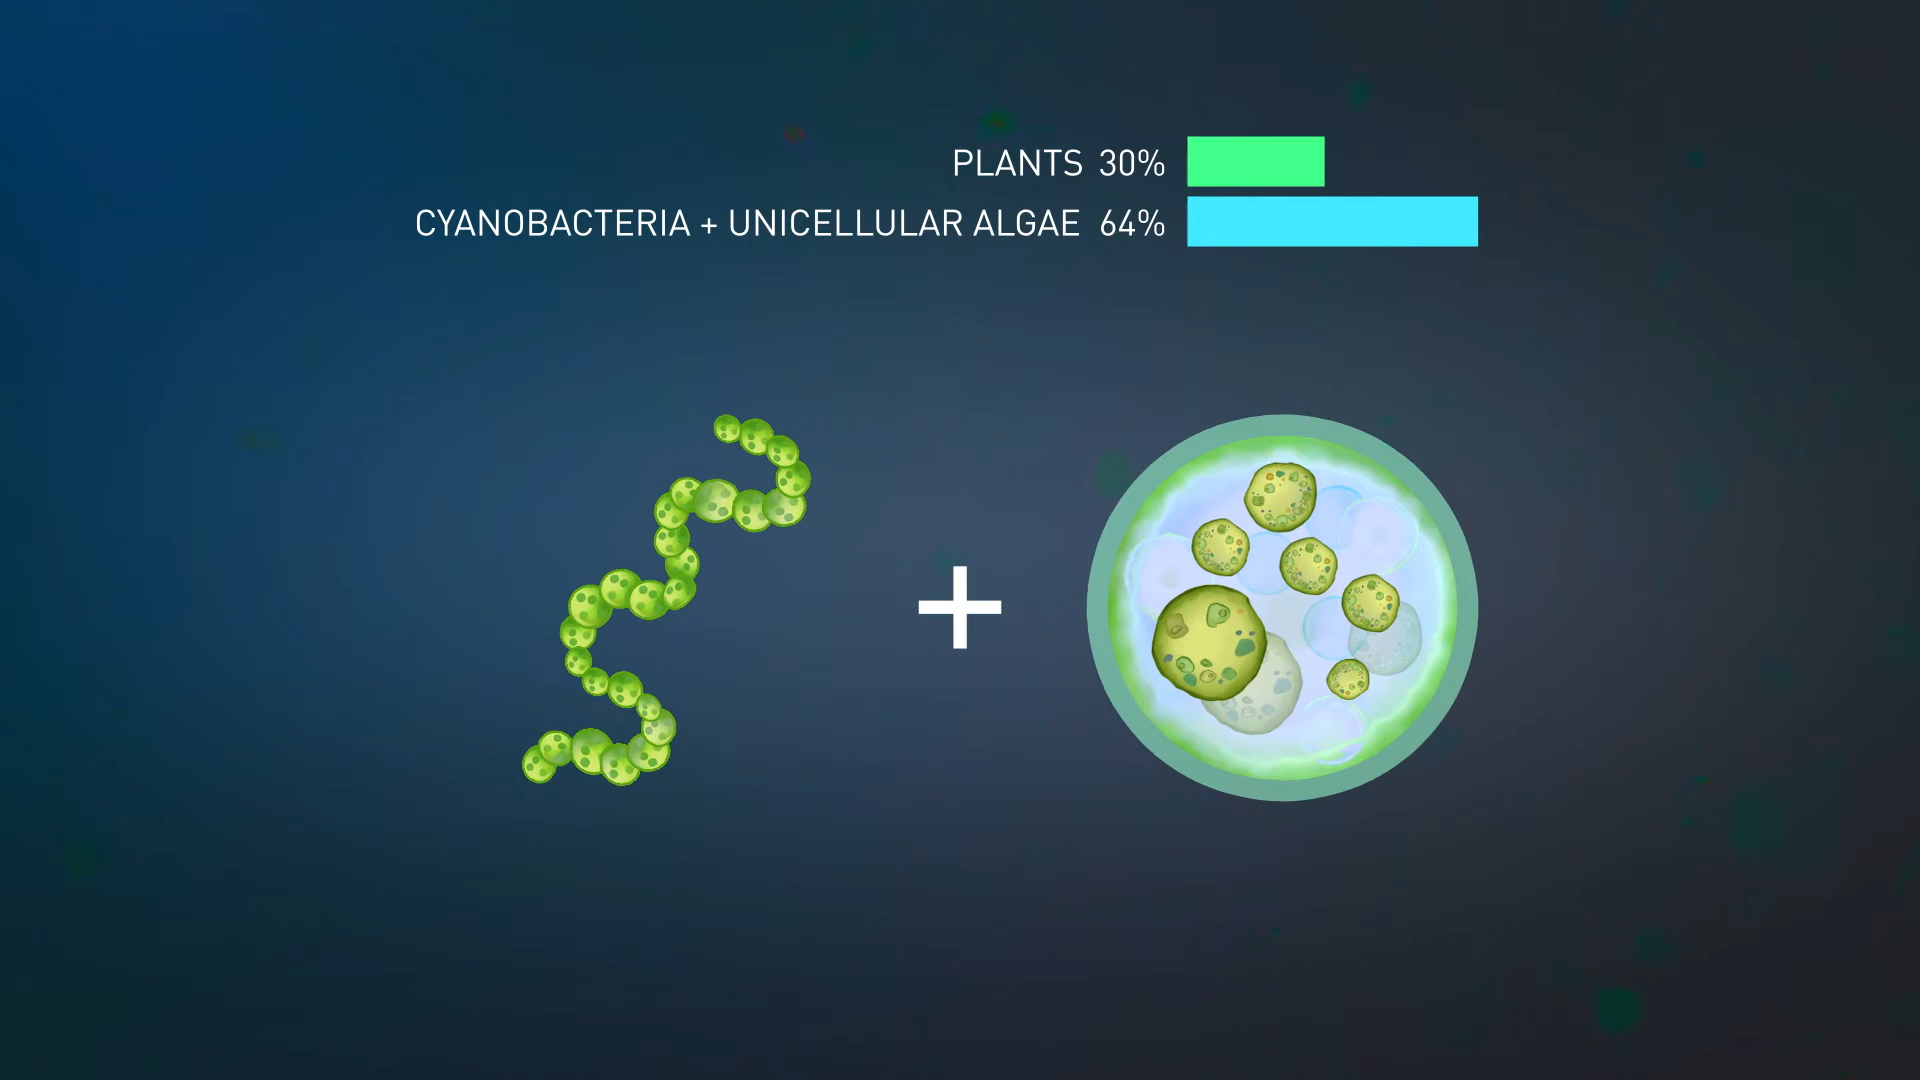 PLANTS 30%
CYANOBACTERIA + UNICELLULAR ALGAE 64%
+